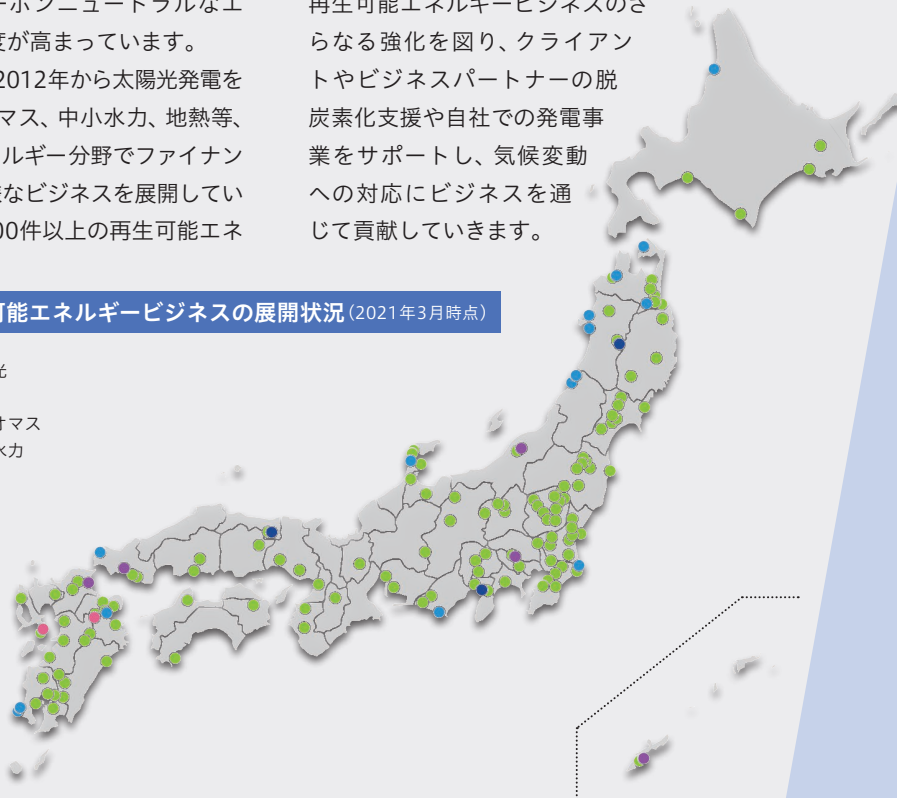 ーボンニュートラルなエ
度が高まっています。
2012年から太陽光発電を
マス、中小水力、地熱等、
ルギー分野でファイナン
なビジネスを展開してい
00件以上の再生可能エネ
再生可能エネルギービジネスのさ
らなる強化を図り、クライアン
トやビジネスパートナーの脱
炭素化支援や自社での発電事
業をサポートし、気候変動
への対応にビジネスを通
じて貢献していきます。
可能エネルギービジネスの展開状況（2021年3月時点）
光
オマス
水力